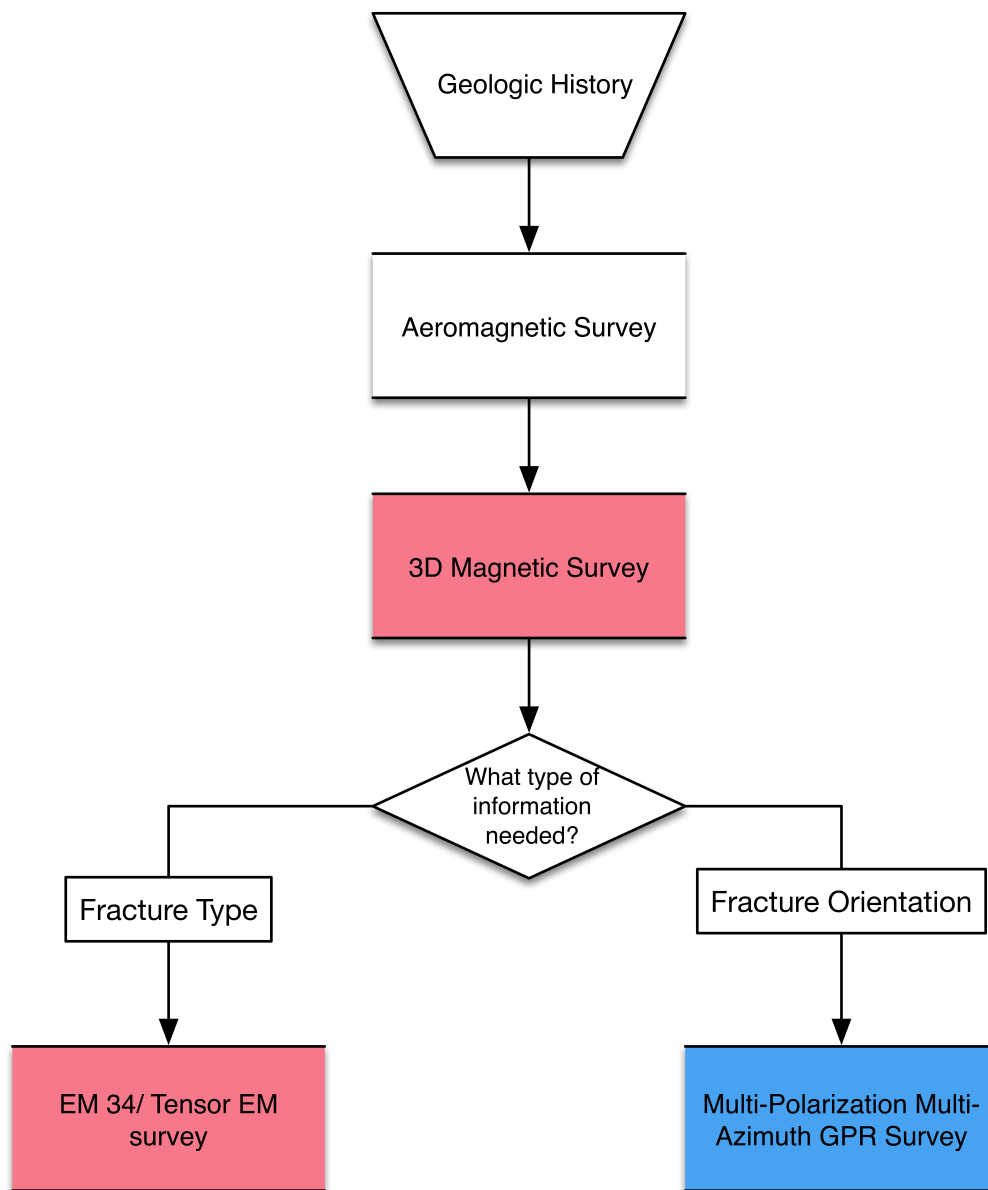 Geologic History
Aeromagnetic Survey
3D Magnetic Survey
What type of
information
needed?
Fracture Type
Fracture Orientation
EM 34/ Tensor EM
survey
Multi-Polarization Multi-
Azimuth GPR Survey